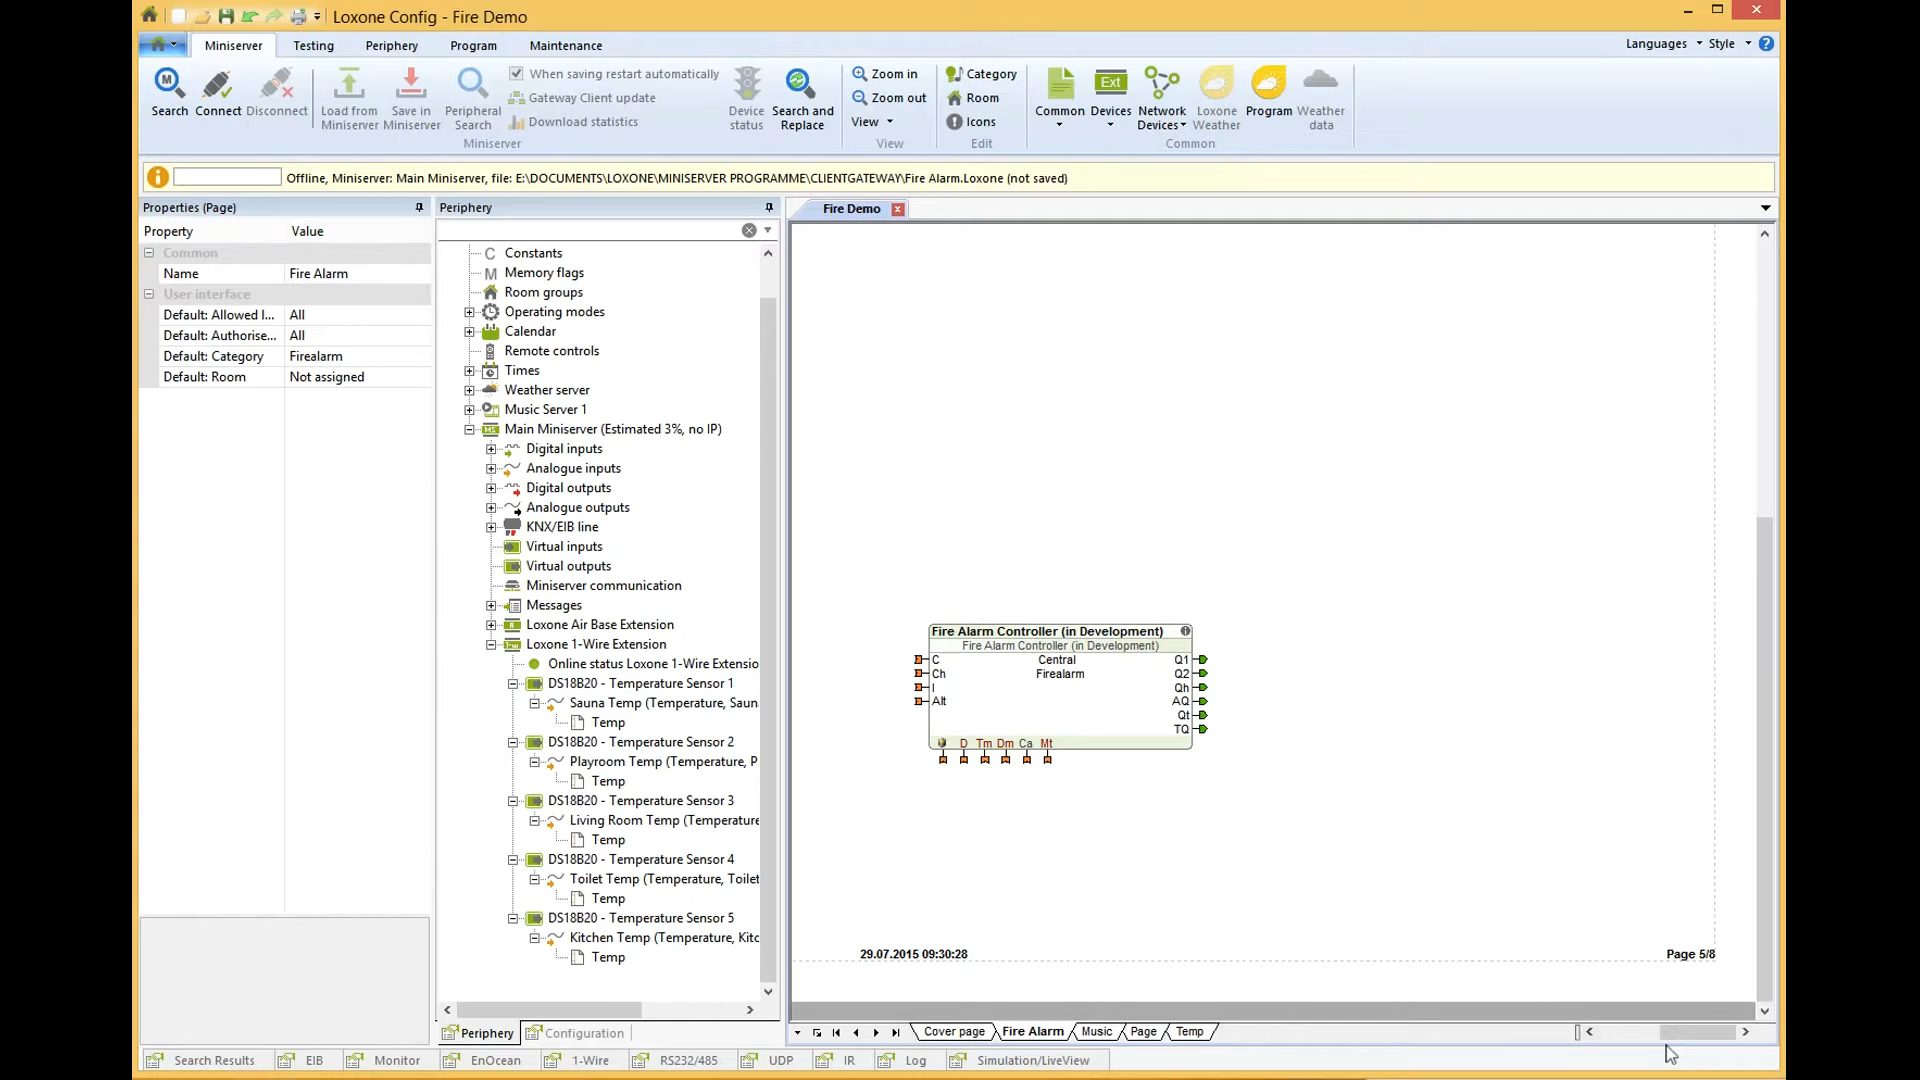 Loxone Config - Fire Demo
Miniserver Testing Periphery Program Maintenance Languages Style
Search Connect Disconnect
Load from Miniserver
Save in Miniserver
Peripheral Search
When saving restart automatically
Gateway Client update
Download statistics
Device status
Search and Replace
Miniserver
Zoom in
Zoom out
View
View
Category
Room
Icons
Edit
Common Devices
Network Devices
Loxone Weather
Program
Weather data
Common
Offline, Miniserver: Main Miniserver, file: E:\DOCUMENTS\LOXONE\MINISERVER PROGRAMME\CLIENTGATEWAY\Fire Alarm.Loxone (not saved)
Properties (Page)
Property Value
Common
Name Fire Alarm
User interface
Default: Allowed I... All
Default: Authorise... All
Default: Category Firealarm
Default: Room Not assigned
Periphery
Constants
Memory flags
Room groups
Operating modes
Calendar
Remote controls
Times
Weather server
Music Server 1
Main Miniserver (Estimated 3%, no IP)
Digital inputs
Analogue inputs
Digital outputs
Analogue outputs
KNX/EIB line
Virtual inputs
Virtual outputs
Miniserver communication
Messages
Loxone Air Base Extension
Loxone 1-Wire Extension
Online status Loxone 1-Wire Extensio
DS18B20 - Temperature Sensor 1
Sauna Temp (Temperature, Saun
Temp
DS18B20 - Temperature Sensor 2
Playroom Temp (Temperature, P
Temp
DS18B20 - Temperature Sensor 3
Living Room Temp (Temperature
Temp
DS18B20 - Temperature Sensor 4
Toilet Temp (Temperature, Toilet
Temp
DS18B20 - Temperature Sensor 5
Kitchen Temp (Temperature, Kitc
Temp
Periphery Configuration
Fire Demo
Fire Alarm Controller (in Development)
Fire Alarm Controller (in Development)
C Central Q1
Ch Firealarm Q2
I Qh
Alt AQ
Qt
TQ
D Tm Dm Ca Mt
29.07.2015 09:30:28 Page 5/8
Cover page Fire Alarm Music Page Temp
Search Results EIB Monitor EnOcean 1-Wire RS232/485 UDP IR Log Simulation/LiveView